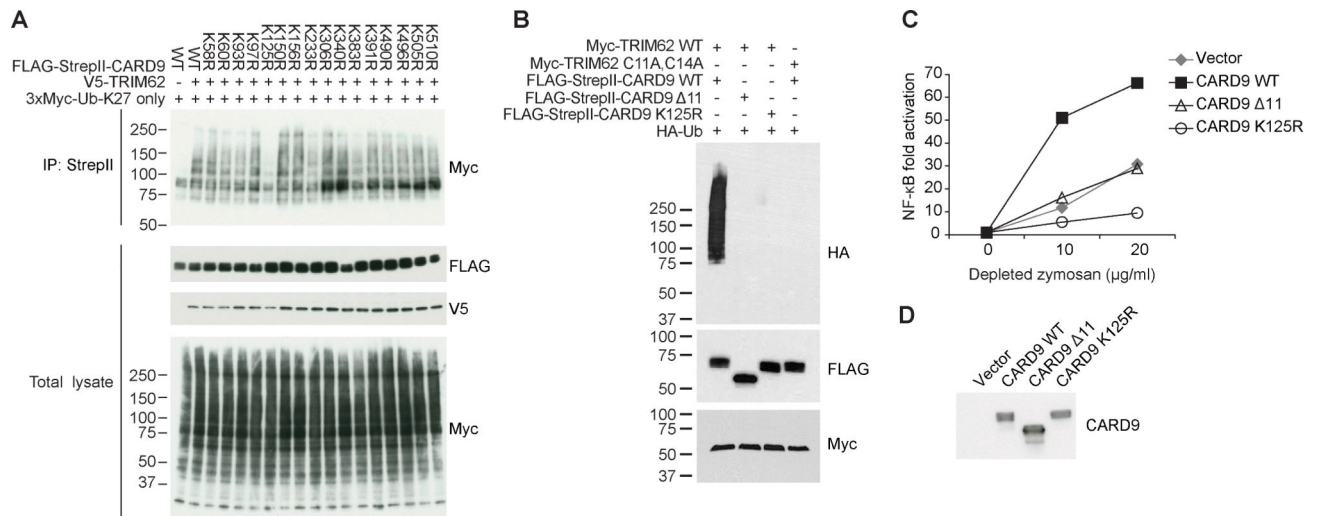 A
WT WT K58R K69R K93R K97R K125R K150R K156R K233R K306R K340R K383R K391R K490R K496R K505R K510R
FLAG-StrepII-CARD9
V5-TRIM62 - + + + + + + + + + + + + + + + + +
3xMyc-Ub-K27 only + + + + + + + + + + + + + + + + + +
IP: StrepII
250
150
100
75
50
Myc
FLAG
V5
Total lysate
250
150
100
75
50
37
Myc
B
Myc-TRIM62 WT + + + -
Myc-TRIM62 C11A,C14A - - - +
FLAG-StrepII-CARD9 WT + - - +
FLAG-StrepII-CARD9 Δ11 - + - -
FLAG-StrepII-CARD9 K125R - - + -
HA-Ub + + + +
250
150
100
75
50
37
HA
100
75
50
FLAG
100
75
50
37
Myc
C
Vector
CARD9 WT
CARD9 Δ11
CARD9 K125R
NF-κB fold activation
70
60
50
40
30
20
10
0
0 10 20
Depleted zymosan (µg/ml)
D
Vector
CARD9 WT
CARD9 Δ11
CARD9 K125R
CARD9